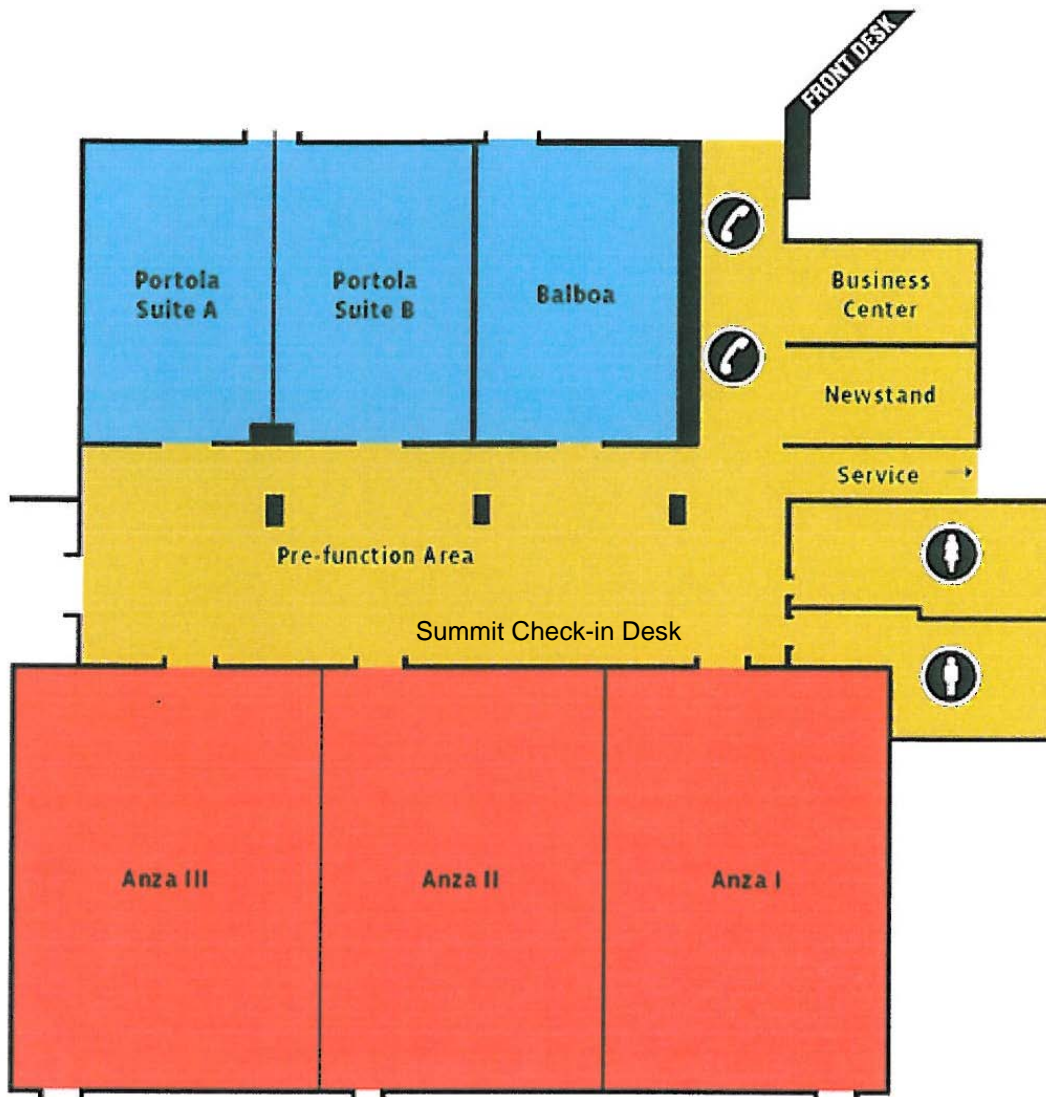 FRONT DESK
Portola
Suite A
Portola
Suite B
Balboa
Business
Center
Newstand
Service
Pre-function Area
Summit Check-in Desk
Anza III
Anza II
Anza I